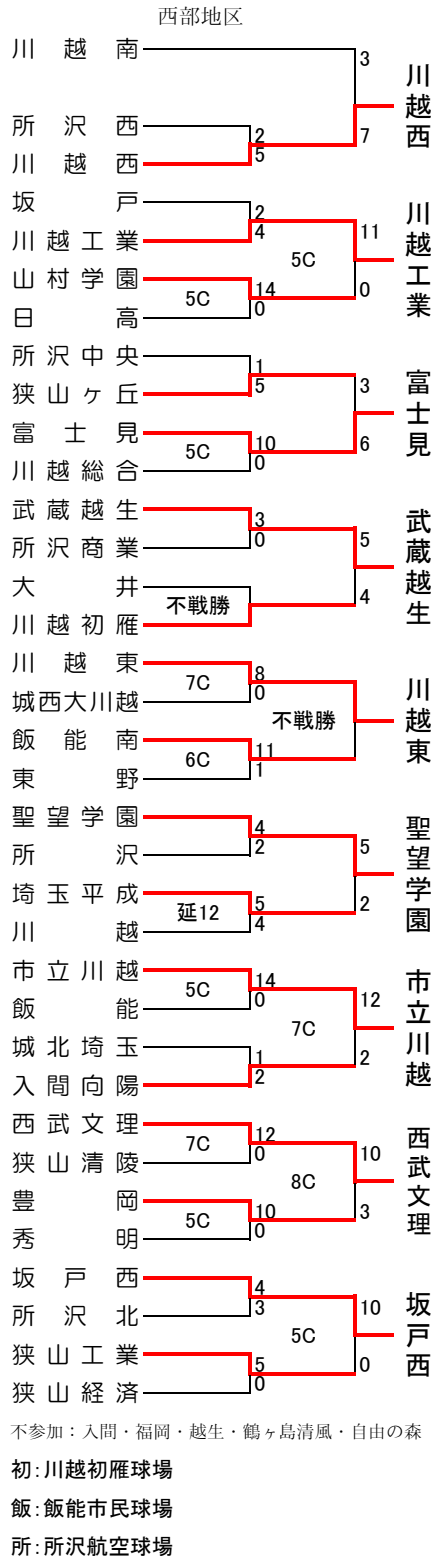 西部地区
川越南
3
川越西
所沢西
2
7
川越西
5
坂戸
2
川越工業
川越工業
4
11
5C
山村学園
14
0
5C
日高
0
所沢中央
1
富士見
狭山ヶ丘
5
3
富士見
10
6
5C
川越総合
0
武蔵越生
3
武蔵越生
所沢商業
0
5
大井
4
不戦勝
川越初雁
川越東
8
川越東
7C
城西大川越
0
不戦勝
飯能南
11
6C
東野
1
聖望学園
4
聖望学園
所沢
2
5
埼玉平成
5
2
延12
川越
4
市立川越
14
市立川越
5C
飯能
0
12
7C
城北埼玉
1
2
入間向陽
2
西武文理
12
西武文理
7C
狭山清陵
0
10
8C
豊岡
10
3
5C
秀明
0
坂戸西
4
坂戸西
所沢北
3
10
5C
狭山工業
5
0
狭山経済
0
不参加：入間・福岡・越生・鶴ヶ島清風・自由の森
初:川越初雁球場
飯:飯能市民球場
所:所沢航空球場